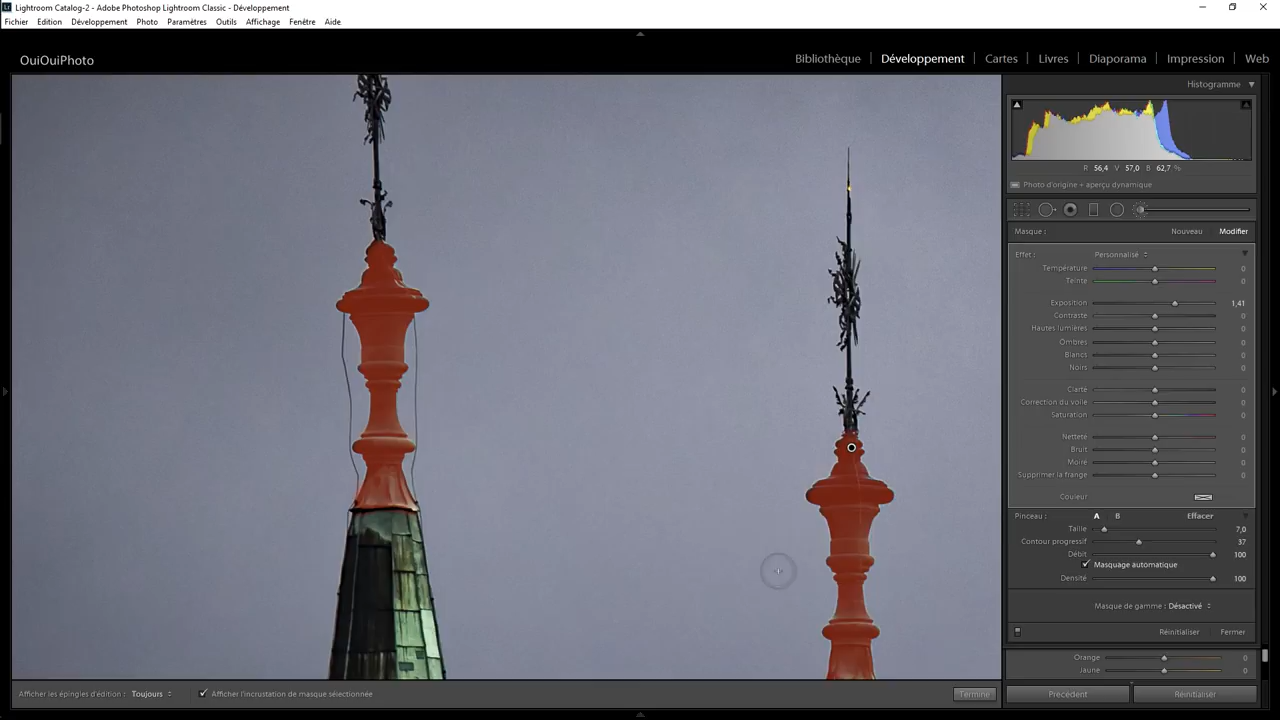 Lightroom Catalog-2 - Adobe Photoshop Lightroom Classic - Développement
Fichier Edition Développement Photo Paramètres Outils Affichage Fenêtre Aide
OuiOuiPhoto
Bibliothèque Développement Cartes Livres Diaporama Impression Web
Histogramme
R 56,4 V 57,0 B 62,7 %
Photo d'origine + aperçu dynamique
Masque : Nouveau Modifier
Effet : Personnalisé
Température 0
Teinte 0
Exposition 1,41
Contraste 0
Hautes lumières 0
Ombres 0
Blancs 0
Noirs 0
Clarté 0
Correction du voile 0
Saturation 0
Netteté 0
Bruit 0
Moiré 0
Supprimer la frange 0
Couleur
Pinceau : A B Effacer
Taille 7,0
Contour progressif 37
Débit 100
Masquage automatique
Densité 100
Masque de gamme : Désactivé
Réinitialiser Fermer
Orange 0
Jaune 0
Afficher les épingles d'édition : Toujours Afficher l'incrustation de masque sélectionnée Terminé
Précédent Réinitialiser